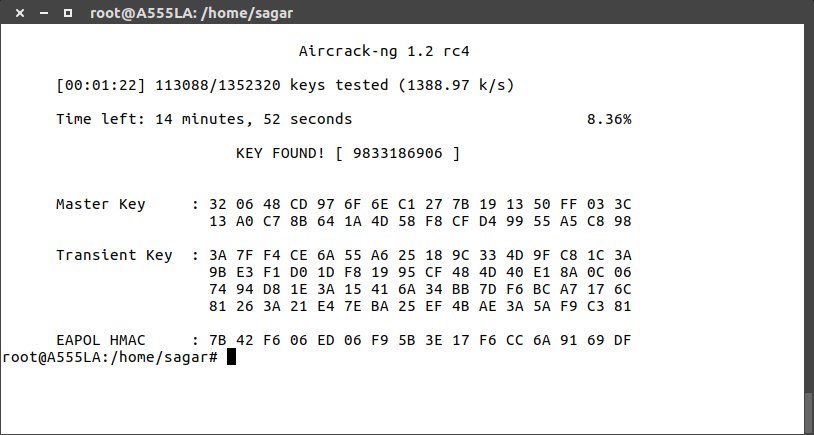 root@A555LA: /home/sagar
Aircrack-ng 1.2 rc4
[00:01:22] 113088/1352320 keys tested (1388.97 k/s)
Time left: 14 minutes, 52 seconds 8.36%
KEY FOUND! [ 9833186906 ]
Master Key : 32 06 48 CD 97 6F 6E C1 27 7B 19 13 50 FF 03 3C
13 A0 C7 8B 64 1A 4D 58 F8 CF D4 99 55 A5 C8 98
Transient Key : 3A 7F F4 CE 6A 55 A6 25 18 9C 33 4D 9F C8 1C 3A
9B E3 F1 D0 1D F8 19 95 CF 48 4D 40 E1 8A 0C 06
74 94 D8 1E 3A 15 41 6A 34 BB 7D F6 BC A7 17 6C
81 26 3A 21 E4 7E BA 25 EF 4B AE 3A 5A F9 C3 81
EAPOL HMAC : 7B 42 F6 06 ED 06 F9 5B 3E 17 F6 CC 6A 91 69 DF
root@A555LA:/home/sagar#